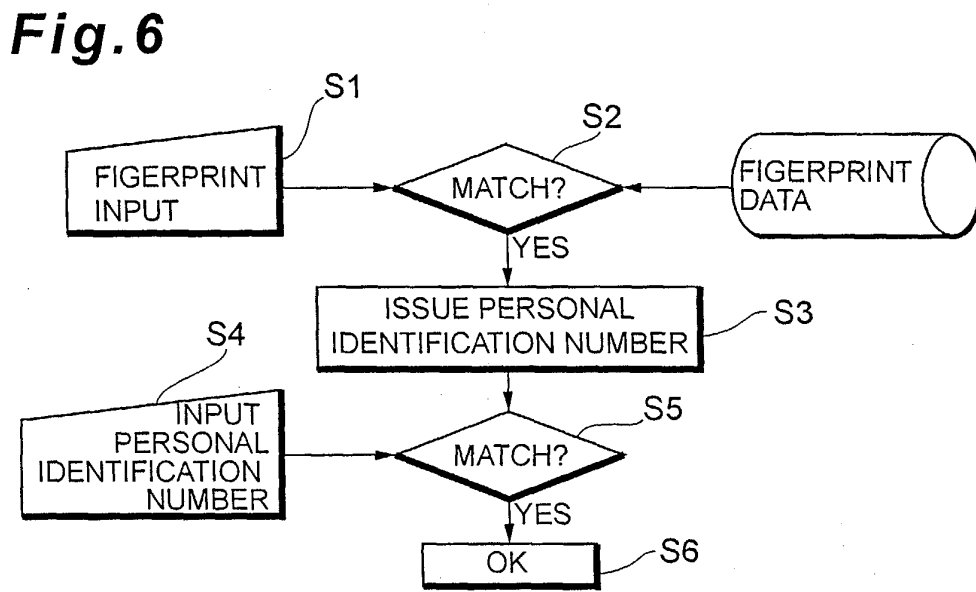 Fig.6
S1
S2
FIGERPRINT
INPUT
MATCH?
FIGERPRINT
DATA
YES
ISSUE PERSONAL
IDENTIFICATION NUMBER
S3
S4
INPUT
PERSONAL
IDENTIFICATION
NUMBER
S5
MATCH?
YES
OK
S6